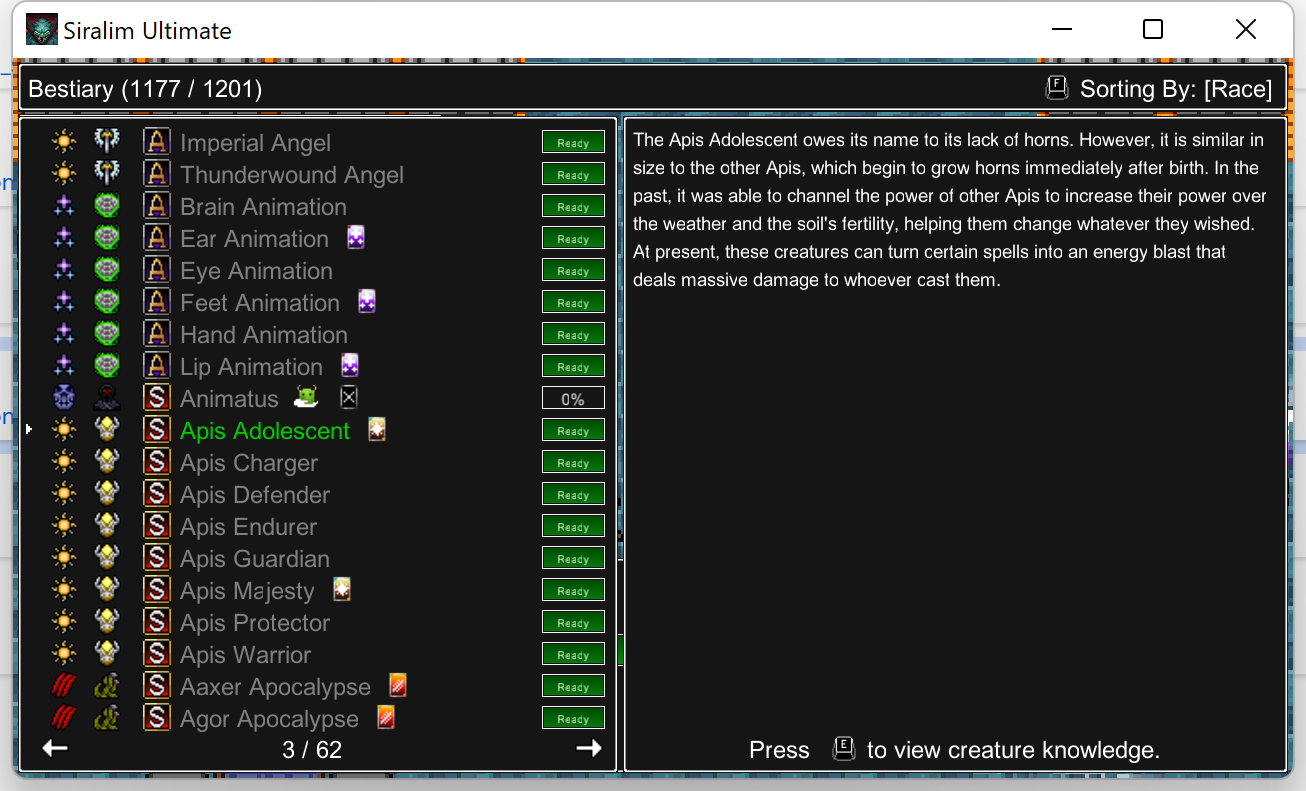 Siralim Ultimate
Bestiary (1177 / 1201)
F Sorting By: [Race]
A Imperial Angel Ready
A Thunderwound Angel Ready
A Brain Animation Ready
A Ear Animation Ready
A Eye Animation Ready
A Feet Animation Ready
A Hand Animation Ready
A Lip Animation Ready
S Animatus 0%
S Apis Adolescent Ready
S Apis Charger Ready
S Apis Defender Ready
S Apis Endurer Ready
S Apis Guardian Ready
S Apis Majesty Ready
S Apis Protector Ready
S Apis Warrior Ready
S Aaxer Apocalypse Ready
S Agor Apocalypse Ready
3 / 62
The Apis Adolescent owes its name to its lack of horns. However, it is similar in
size to the other Apis, which begin to grow horns immediately after birth. In the
past, it was able to channel the power of other Apis to increase their power over
the weather and the soil's fertility, helping them change whatever they wished.
At present, these creatures can turn certain spells into an energy blast that
deals massive damage to whoever cast them.
Press E to view creature knowledge.